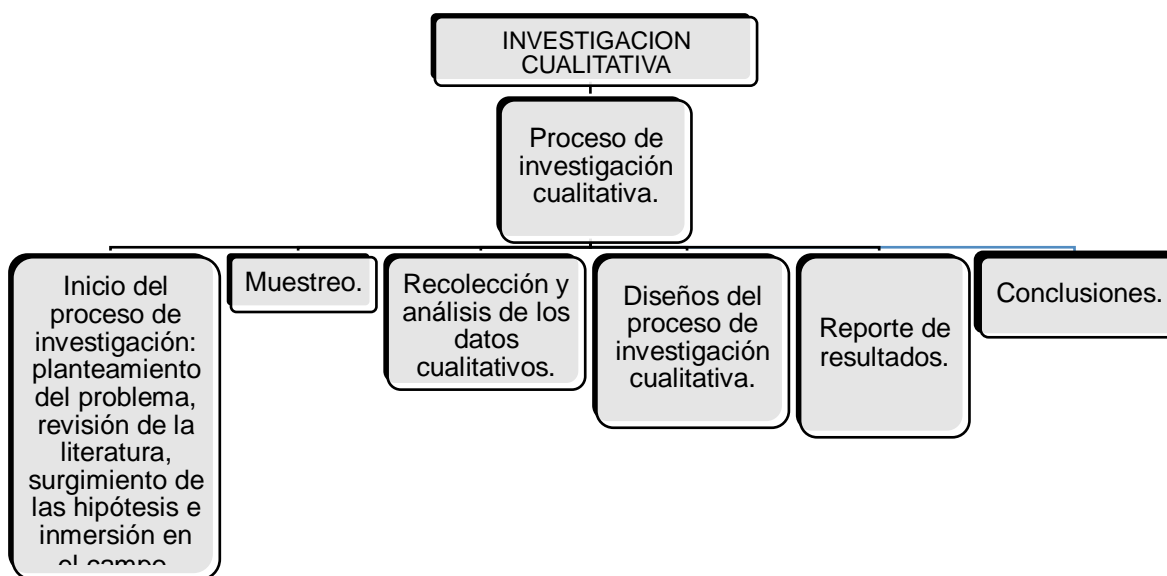 INVESTIGACION
CUALITATIVA
Proceso de
investigación
cualitativa.
Inicio del
proceso de
investigación:
planteamiento
del problema,
revisión de la
literatura,
surgimiento de
las hipótesis e
inmersión en
el campo.
Muestreo.
Recolección y
análisis de los
datos
cualitativos.
Diseños del
proceso de
investigación
cualitativa.
Reporte de
resultados.
Conclusiones.